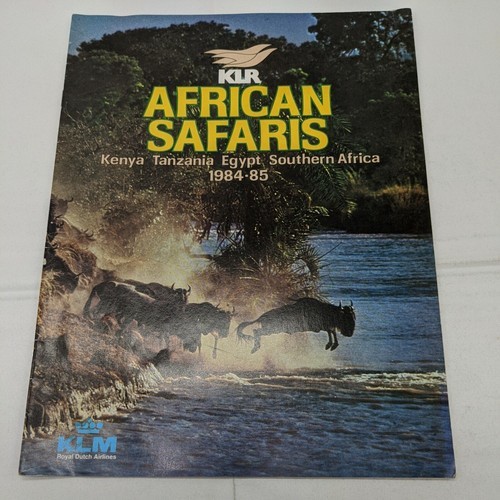 KLR
AFRICAN
SAFARIS
Kenya Tanzania Egypt Southern Africa
1984-85
KLM
Royal Dutch Airlines